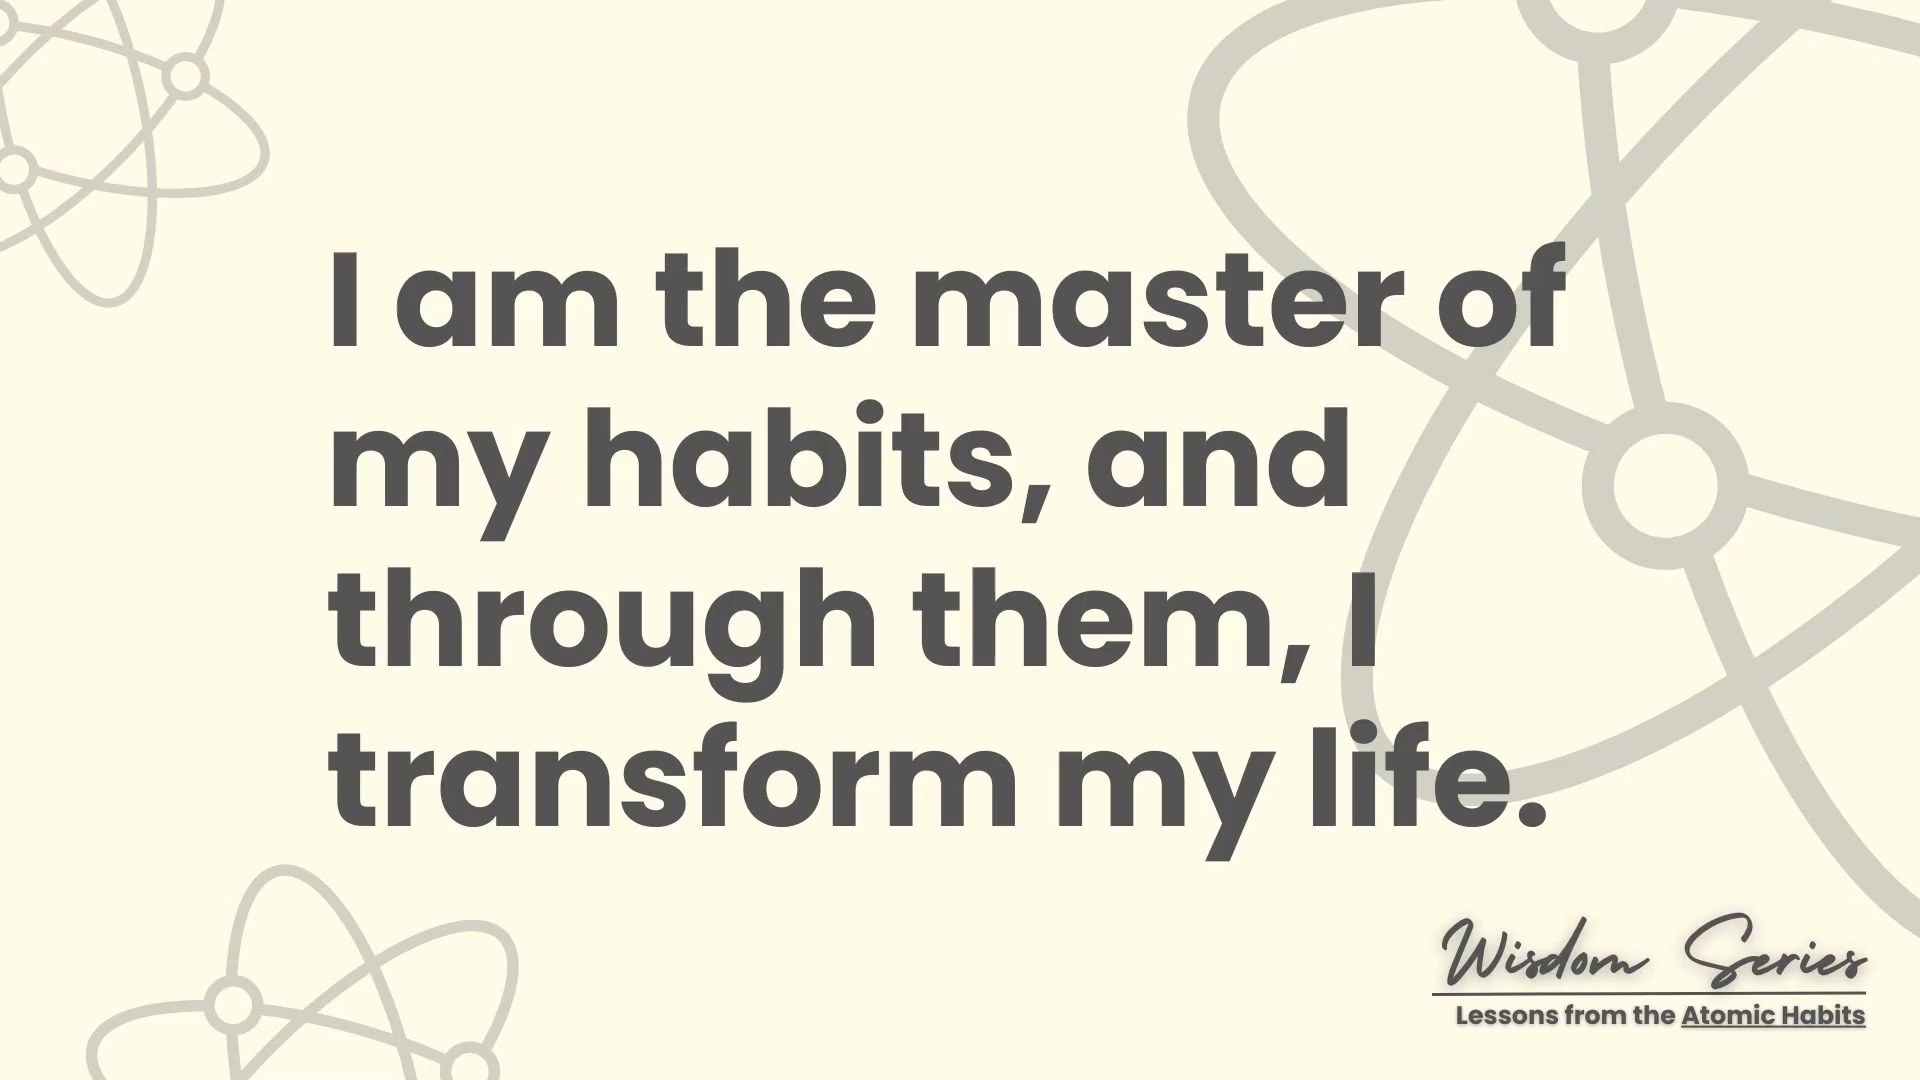 I am the master of
my habits, and
through them, I
transform my life.
Wisdom Series
Lessons from the Atomic Habits